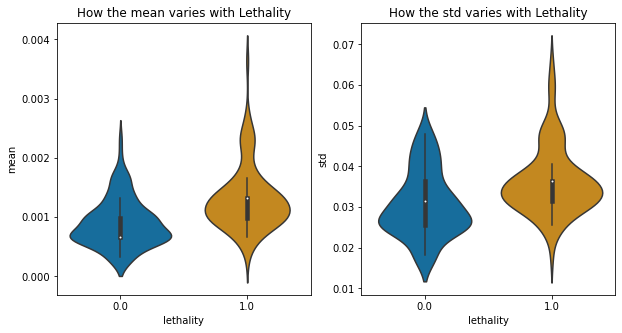 How the mean varies with Lethality
mean
0.004
0.003
0.002
0.001
0.000
0.0
1.0
lethality
How the std varies with Lethality
std
0.07
0.06
0.05
0.04
0.03
0.02
0.01
0.0
1.0
lethality